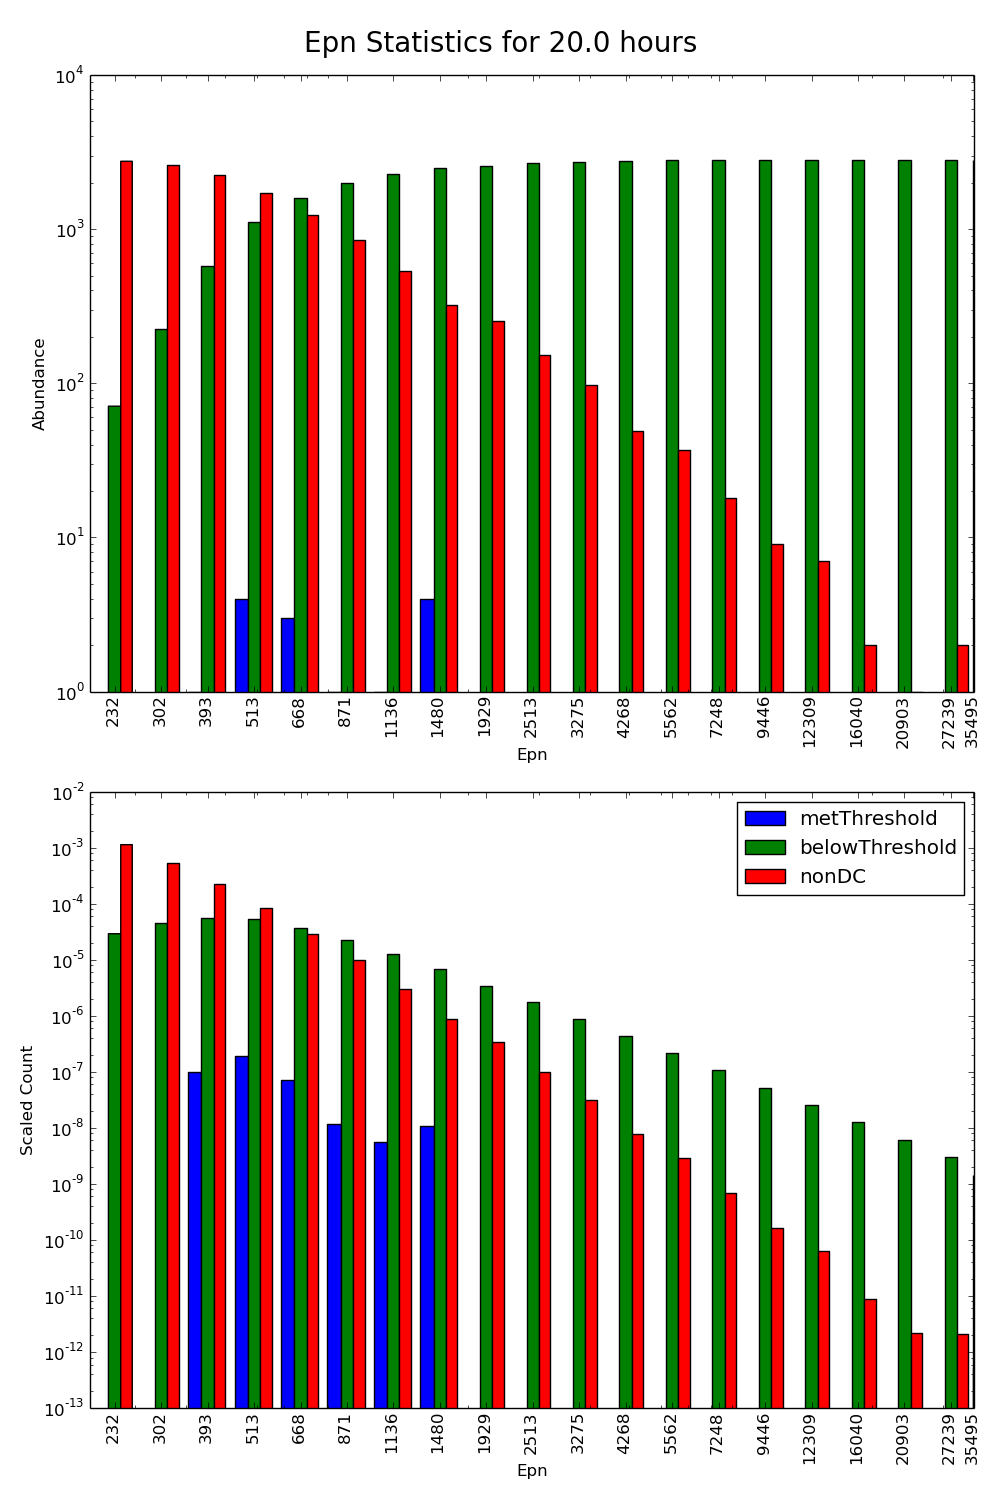 Epn Statistics for 20.0 hours
10^4
10^3
10^2
10^1
10^0
Abundance
232 302 393 513 668 871 1136 1480 1929 2513 3275 4268 5562 7248 9446 12309 16040 20903 27239 35495
Epn
10^-2
10^-3
10^-4
10^-5
10^-6
10^-7
10^-8
10^-9
10^-10
10^-11
10^-12
10^-13
Scaled Count
metThreshold
belowThreshold
nonDC
232 302 393 513 668 871 1136 1480 1929 2513 3275 4268 5562 7248 9446 12309 16040 20903 27239 35495
Epn